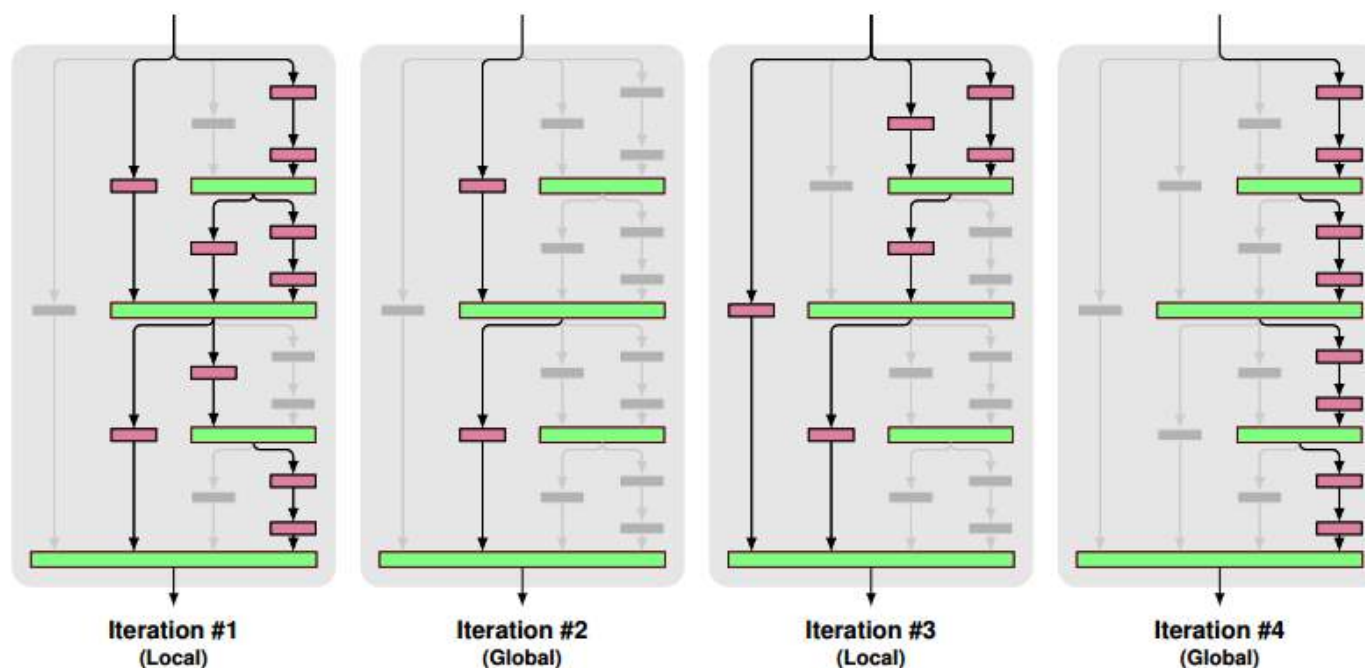 Iteration #1
(Local)
Iteration #2
(Global)
Iteration #3
(Local)
Iteration #4
(Global)